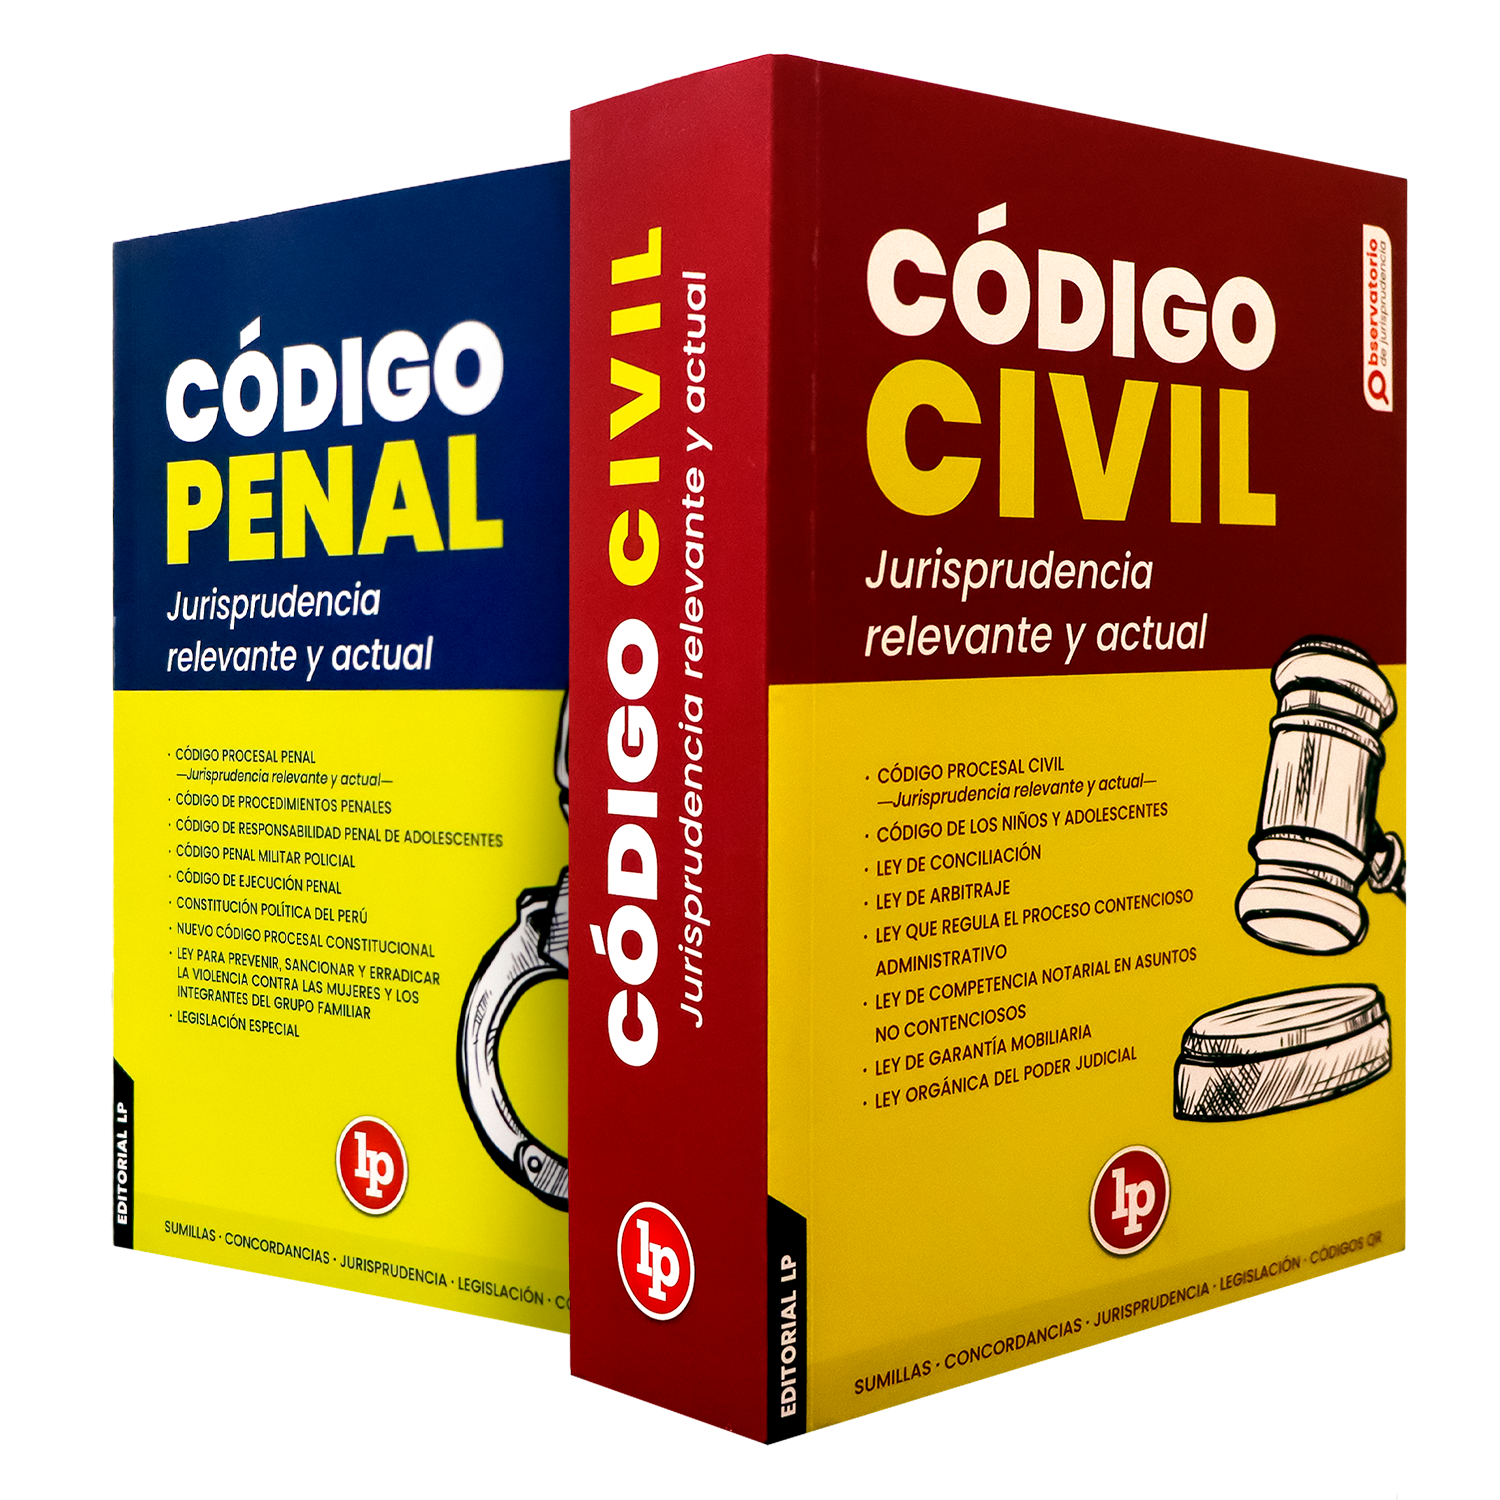 CÓDIGO
PENAL
Jurisprudencia
relevante y actual
· CÓDIGO PROCESAL PENAL
—Jurisprudencia relevante y actual—
· CÓDIGO DE PROCEDIMIENTOS PENALES
· CÓDIGO DE RESPONSABILIDAD PENAL DE ADOLESCENTES
· CÓDIGO PENAL MILITAR POLICIAL
· CÓDIGO DE EJECUCIÓN PENAL
· CONSTITUCIÓN POLÍTICA DEL PERÚ
· NUEVO CÓDIGO PROCESAL CONSTITUCIONAL
· LEY PARA PREVENIR, SANCIONAR Y ERRADICAR
LA VIOLENCIA CONTRA LAS MUJERES Y LOS
INTEGRANTES DEL GRUPO FAMILIAR
· LEGISLACIÓN ESPECIAL
EDITORIAL LP
lp
SUMILLAS · CONCORDANCIAS · JURISPRUDENCIA · LEGISLACIÓN ·
CÓDIGO CIVIL
Jurisprudencia relevante y actual
lp
CÓDIGO
CIVIL
Jurisprudencia
relevante y actual
Observatorio
de jurisprudencia
· CÓDIGO PROCESAL CIVIL
—Jurisprudencia relevante y actual—
· CÓDIGO DE LOS NIÑOS Y ADOLESCENTES
· LEY DE CONCILIACIÓN
· LEY DE ARBITRAJE
· LEY QUE REGULA EL PROCESO CONTENCIOSO
ADMINISTRATIVO
· LEY DE COMPETENCIA NOTARIAL EN ASUNTOS
NO CONTENCIOSOS
· LEY DE GARANTÍA MOBILIARIA
· LEY ORGÁNICA DEL PODER JUDICIAL
lp
EDITORIAL LP
SUMILLAS · CONCORDANCIAS · JURISPRUDENCIA · LEGISLACIÓN · CÓDIGOS QR